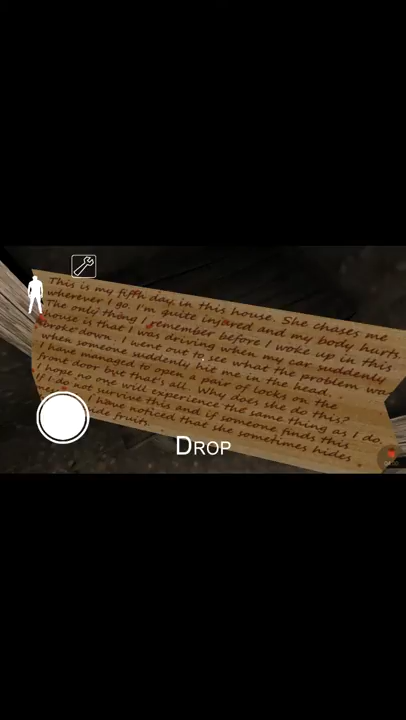 This is my fifth day in this house. She chases me
wherever I go. I'm quite injared and my body hurts.
The only thing I remember before I woke up in this
house is that I was driving when my car suddenly
broke down. I went out to see what the problem wa
when someone suddenly hit me in the head.
I have managed to open a pair of locks on the
front door but that's all. Why does she do this?
I hope no one will experience the same thing as I do.
not survive this and if someone finds this
have noticed that she sometimes hides
fruits.
DROP